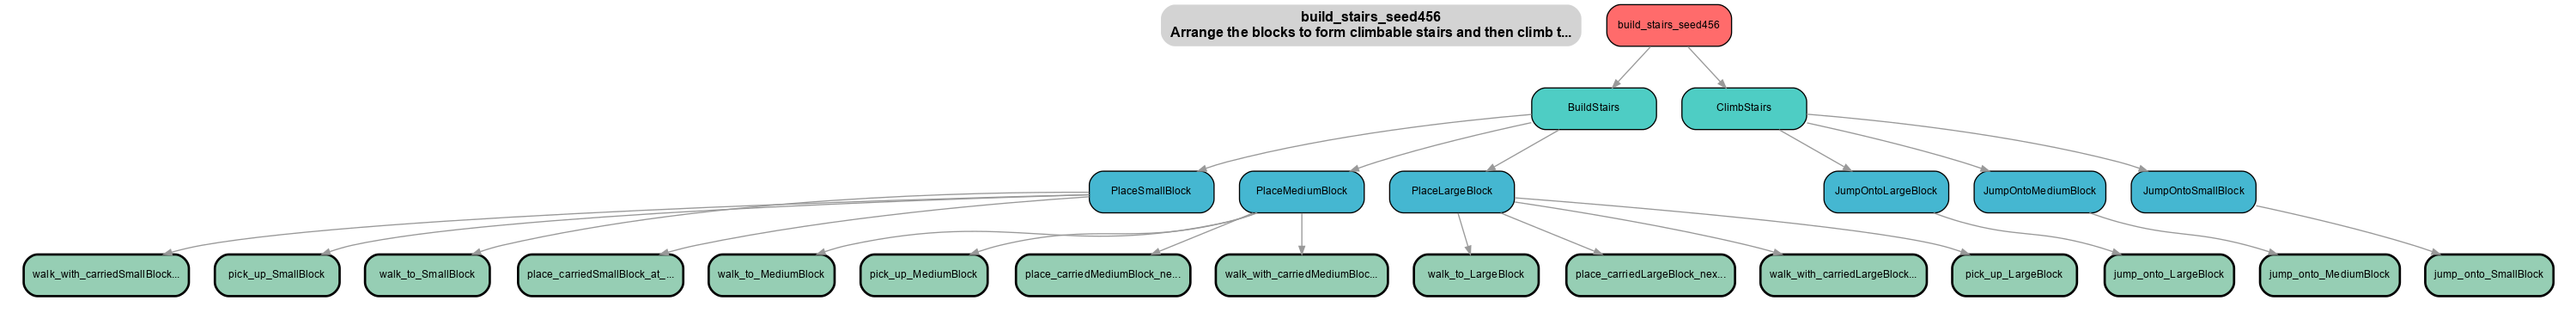 build_stairs_seed456
Arrange the blocks to form climbable stairs and then climb t...
build_stairs_seed456
BuildStairs
ClimbStairs
PlaceSmallBlock
PlaceMediumBlock
PlaceLargeBlock
JumpOntoLargeBlock
JumpOntoMediumBlock
JumpOntoSmallBlock
walk_with_carriedSmallBlock...
pick_up_SmallBlock
walk_to_SmallBlock
place_carriedSmallBlock_at_...
walk_to_MediumBlock
pick_up_MediumBlock
place_carriedMediumBlock_ne...
walk_with_carriedMediumBloc...
walk_to_LargeBlock
place_carriedLargeBlock_nex...
walk_with_carriedLargeBlock...
pick_up_LargeBlock
jump_onto_LargeBlock
jump_onto_MediumBlock
jump_onto_SmallBlock